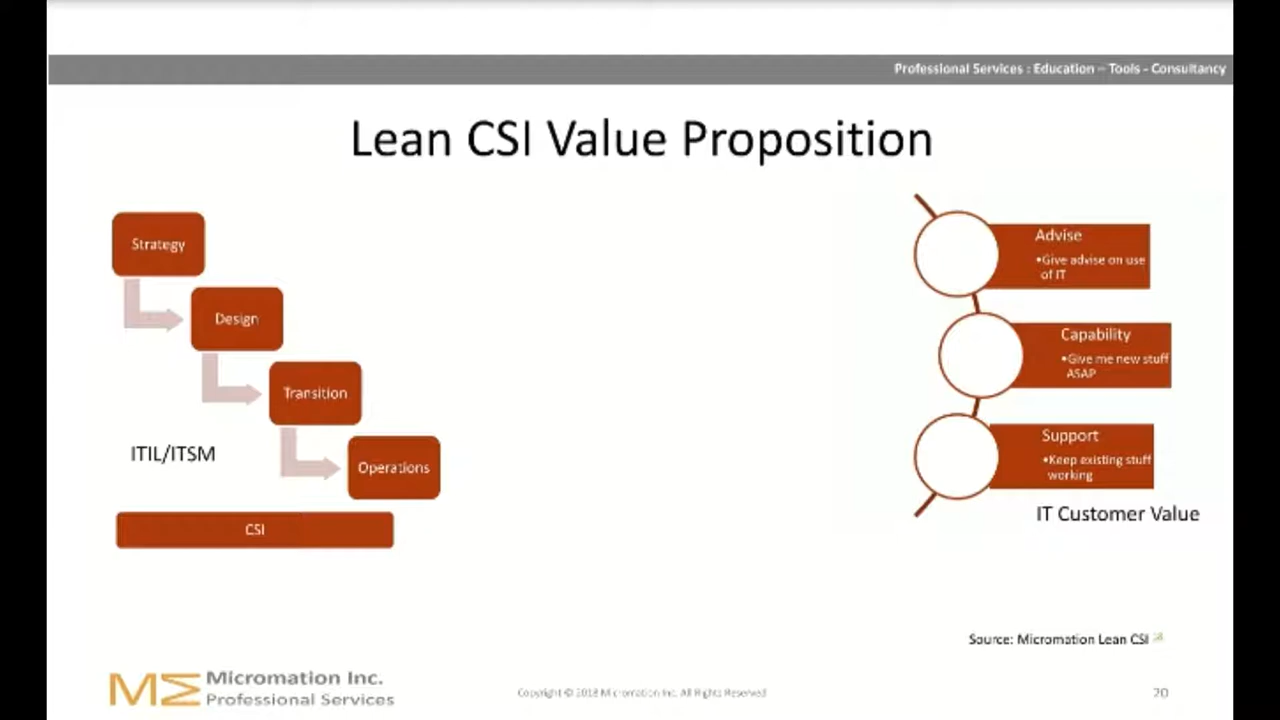 Professional Services : Education – Tools - Consultancy
Lean CSI Value Proposition
Strategy
Design
Transition
Operations
ITIL/ITSM
CSI
Advise
•Give advise on use
of IT
Capability
•Give me new stuff
ASAP
Support
•Keep existing stuff
working
IT Customer Value
Source: Micromation Lean CSI
Micromation Inc.
Professional Services
Copyright © 2018 Micromation Inc. All Rights Reserved
20